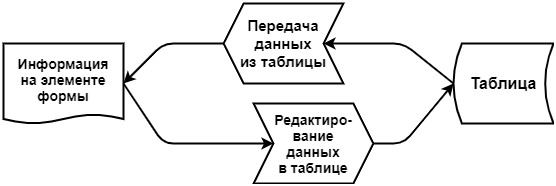 Информация
на элементе
формы
Передача
данных
из таблицы
Редактиро-
вание
данных
в таблице
Таблица